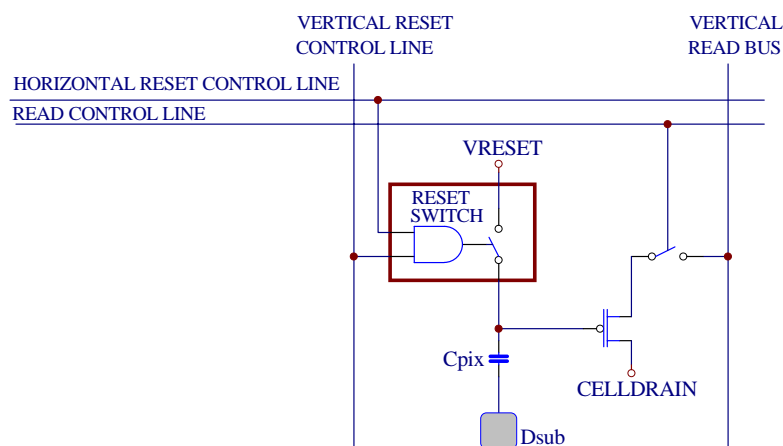 VERTICAL RESET
CONTROL LINE
VERTICAL
READ BUS
HORIZONTAL RESET CONTROL LINE
READ CONTROL LINE
VRESET
RESET
SWITCH
Cpix
CELLDRAIN
Dsub